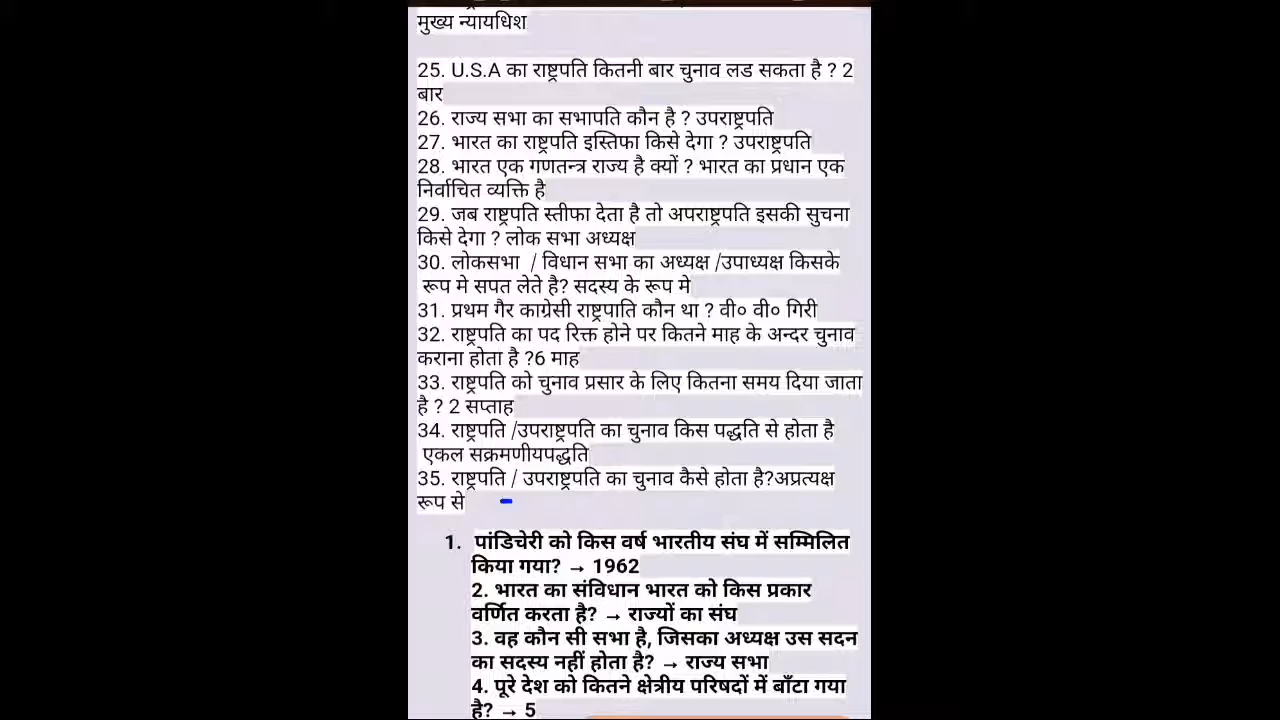 मुख्य न्यायधिश
25. U.S.A का राष्ट्रपति कितनी बार चुनाव लड सकता है ? 2
बार
26. राज्य सभा का सभापति कौन है ? उपराष्ट्रपति
27. भारत का राष्ट्रपति इस्तिफा किसे देगा ? उपराष्ट्रपति
28. भारत एक गणतन्त्र राज्य है क्यों ? भारत का प्रधान एक
निर्वाचित व्यक्ति है
29. जब राष्ट्रपति स्तीफा देता है तो अपराष्ट्रपति इसकी सुचना
किसे देगा ? लोक सभा अध्यक्ष
30. लोकसभा / विधान सभा का अध्यक्ष /उपाध्यक्ष किसके
रूप मे सपत लेते है? सदस्य के रूप मे
31. प्रथम गैर काग्रेसी राष्ट्रपाति कौन था ? वी० वी० गिरी
32. राष्ट्रपति का पद रिक्त होने पर कितने माह के अन्दर चुनाव
कराना होता है ?6 माह
33. राष्ट्रपति को चुनाव प्रसार के लिए कितना समय दिया जाता
है ? 2 सप्ताह
34. राष्ट्रपति /उपराष्ट्रपति का चुनाव किस पद्धति से होता है
एकल सक्रमणीयपद्धति
35. राष्ट्रपति / उपराष्ट्रपति का चुनाव कैसे होता है?अप्रत्यक्ष
रूप से
1. पांडिचेरी को किस वर्ष भारतीय संघ में सम्मिलित
किया गया? → 1962
2. भारत का संविधान भारत को किस प्रकार
वर्णित करता है? → राज्यों का संघ
3. वह कौन सी सभा है, जिसका अध्यक्ष उस सदन
का सदस्य नहीं होता है? → राज्य सभा
4. पूरे देश को कितने क्षेत्रीय परिषदों में बाँटा गया
है? → 5